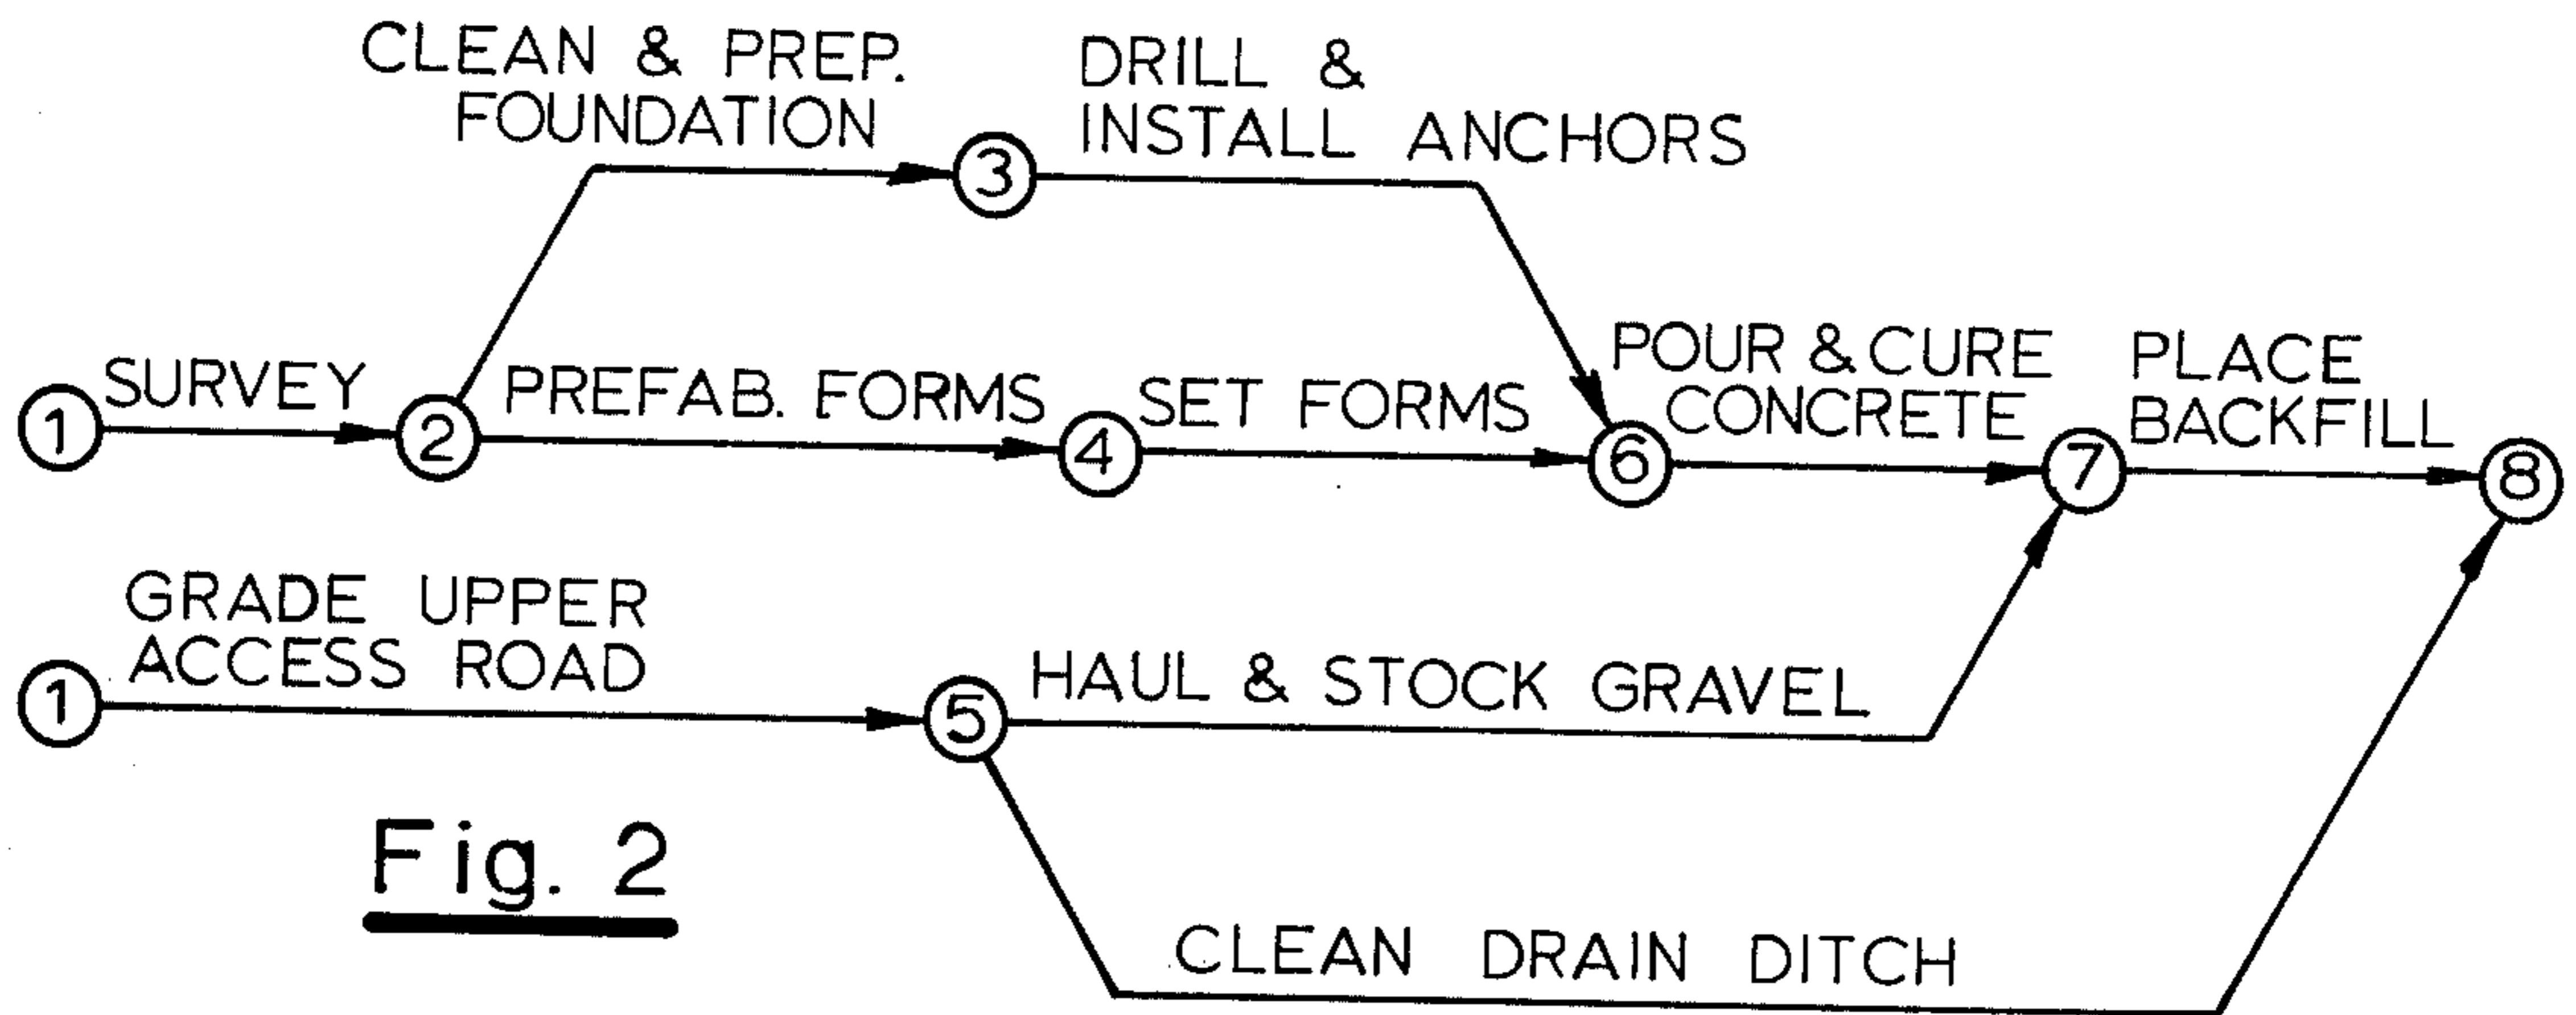 CLEAN & PREP.
FOUNDATION
DRILL &
INSTALL ANCHORS
3
SURVEY
PREFAB. FORMS
SET FORMS
POUR & CURE
CONCRETE
PLACE
BACKFILL
1
2
4
6
7
8
GRADE UPPER
ACCESS ROAD
HAUL & STOCK GRAVEL
1
5
Fig. 2
CLEAN DRAIN DITCH